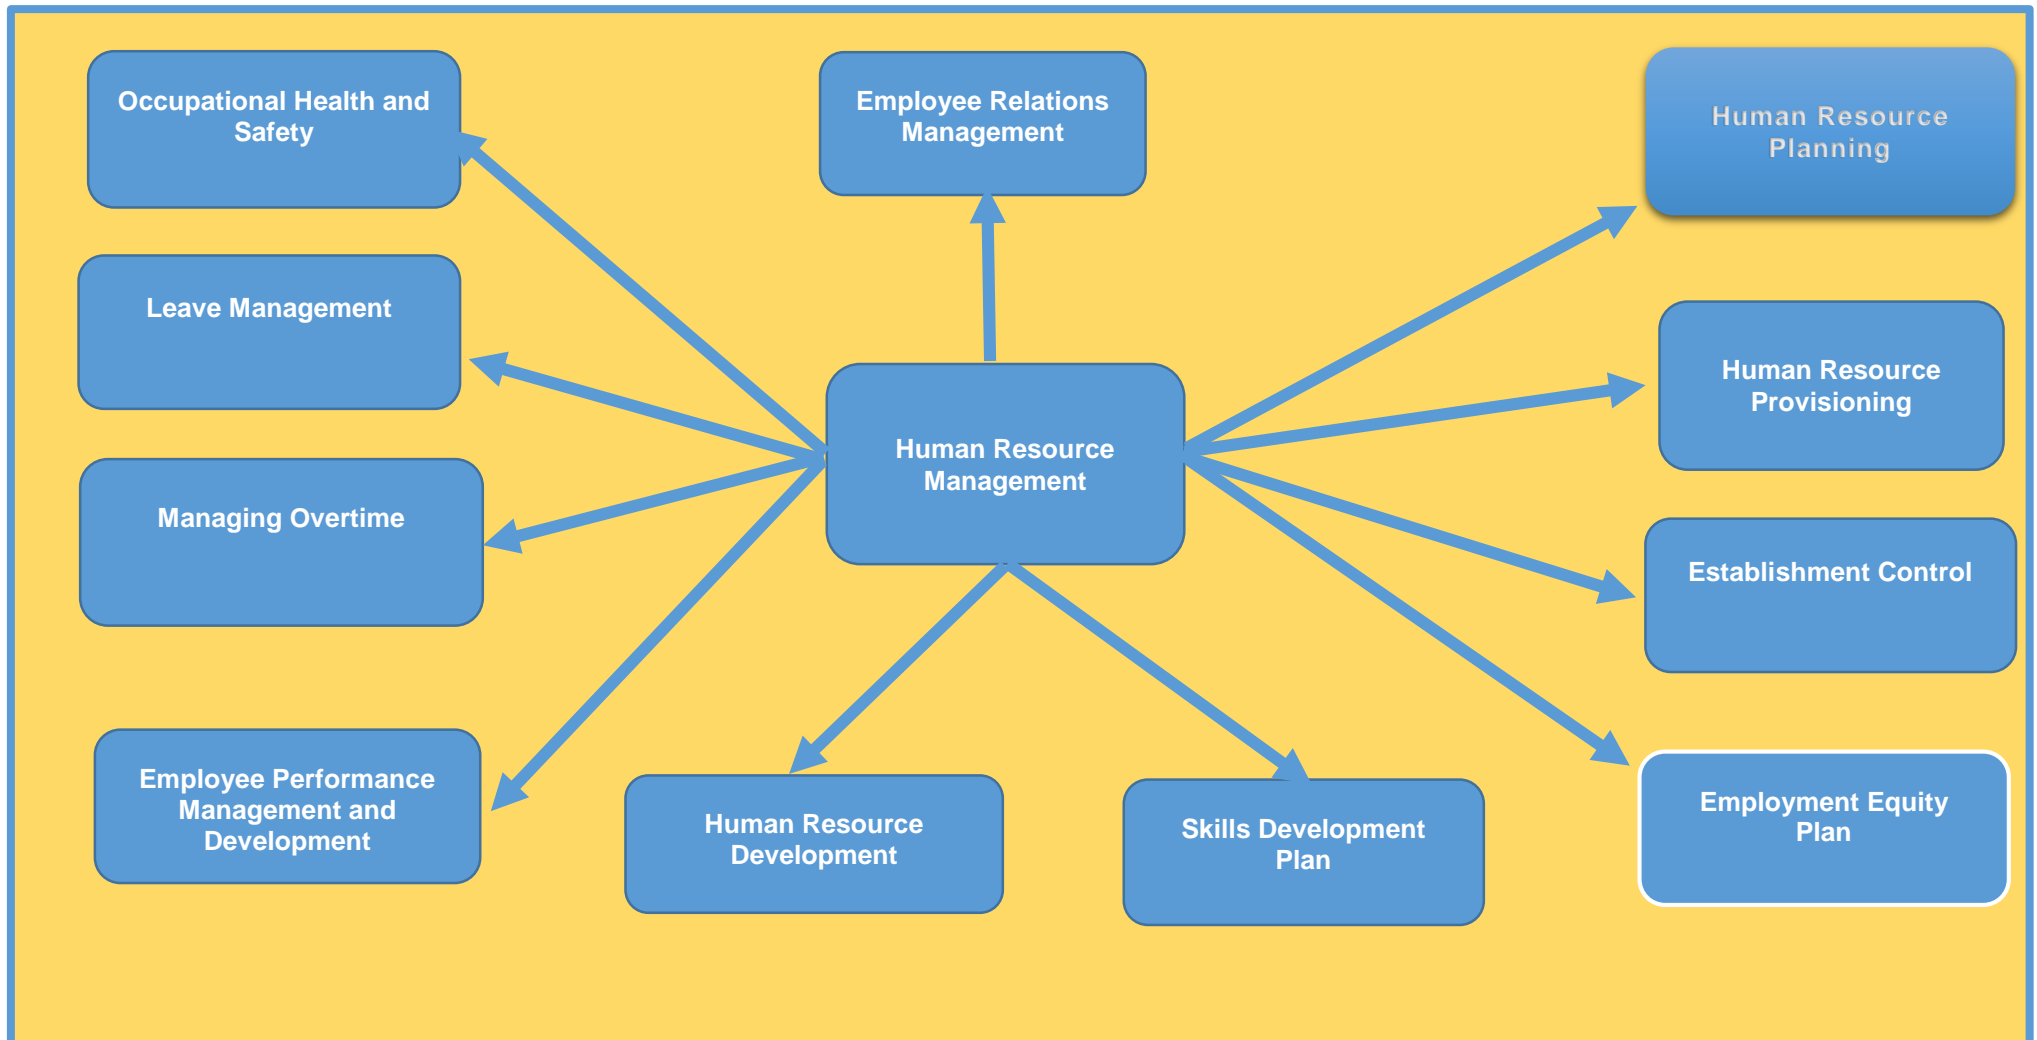 Occupational Health and
Safety
Employee Relations
Management
Human Resource
Planning
Leave Management
Human Resource
Provisioning
Human Resource
Management
Managing Overtime
Establishment Control
Employee Performance
Management and
Development
Human Resource
Development
Skills Development
Plan
Employment Equity
Plan